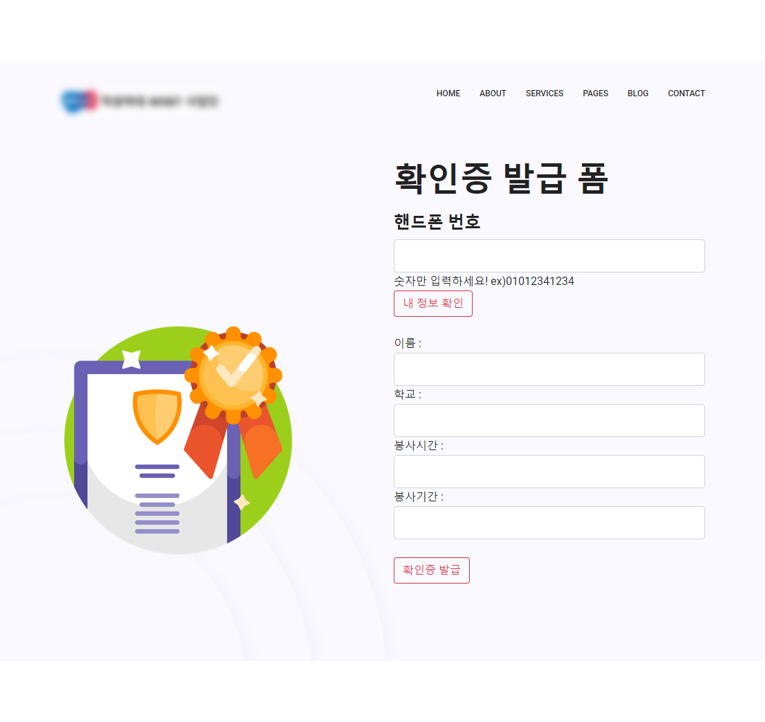 HOME ABOUT SERVICES PAGES BLOG CONTACT
확인증 발급 폼
핸드폰 번호
숫자만 입력하세요! ex)01012341234
내 정보 확인
이름 :
학교 :
봉사시간 :
봉사기간 :
확인증 발급